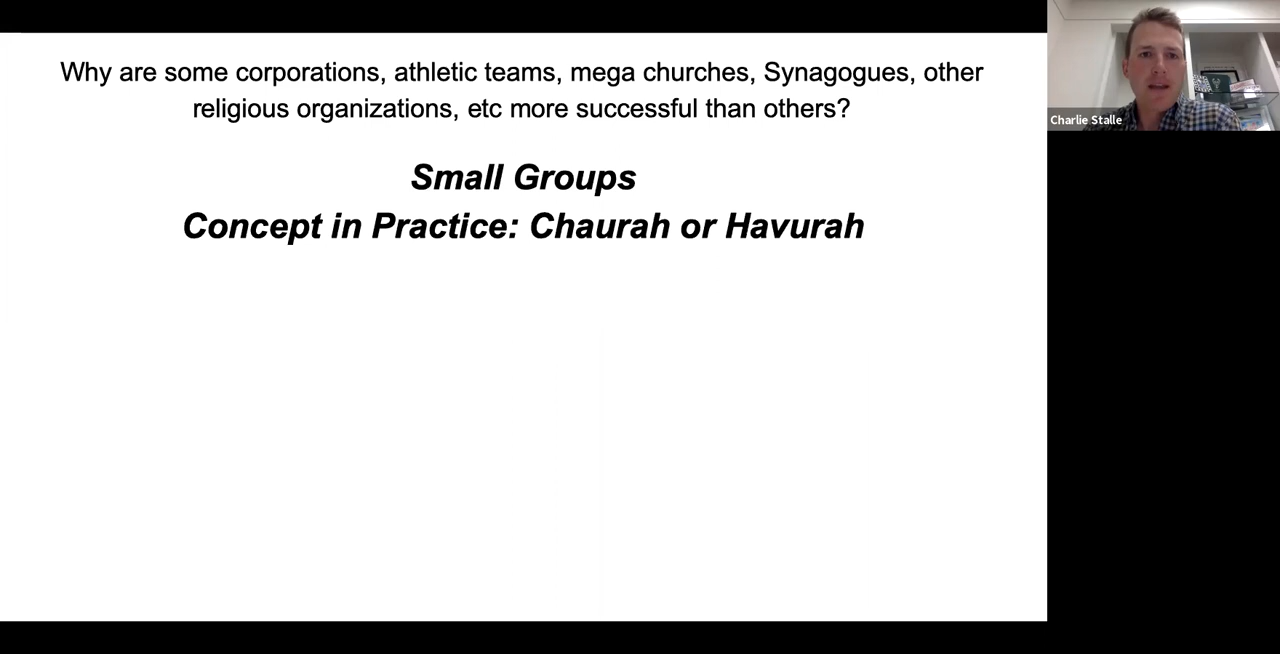 Why are some corporations, athletic teams, mega churches, Synagogues, other
religious organizations, etc more successful than others?
Small Groups
Concept in Practice: Chaurah or Havurah
Charlie Stalle